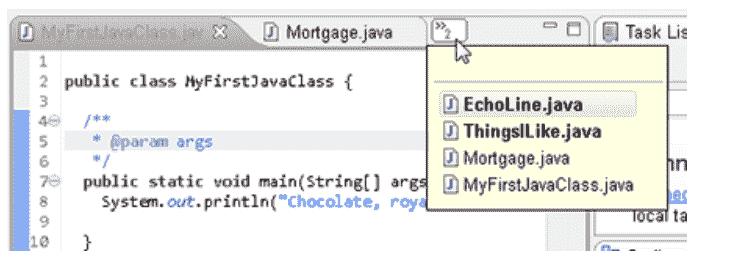 MyFirstJavaClass.jav Mortgage.java »2 Task Lis
1
2 public class MyFirstJavaClass {
3
4 /**
5 * @param args
6 */
7 public static void main(String[] args
8 System.out.println("Chocolate, roya
9
10 }
EchoLine.java
ThingsILike.java
Mortgage.java
MyFirstJavaClass.java
local ta